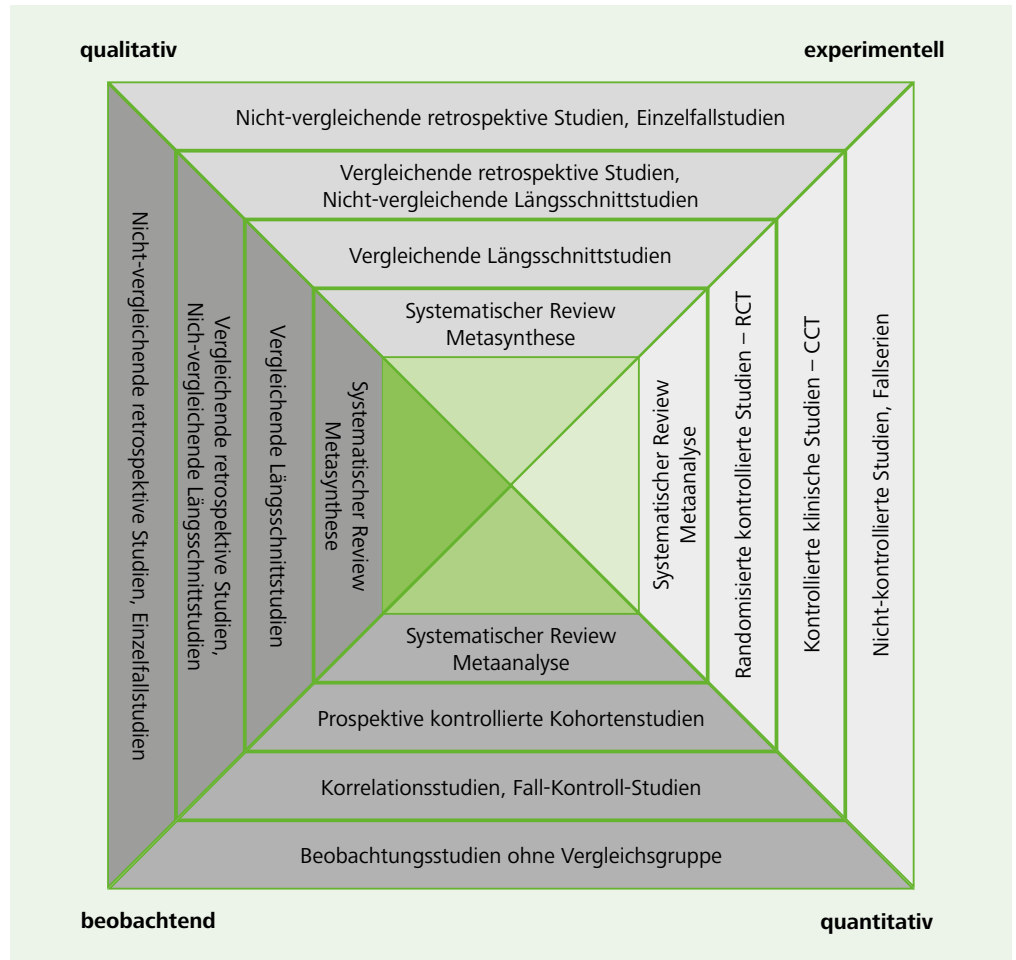 qualitativ
experimentell
Nicht-vergleichende retrospektive Studien, Einzelfallstudien
Vergleichende retrospektive Studien,
Nicht-vergleichende Längsschnittstudien
Vergleichende Längsschnittstudien
Systematischer Review
Metasynthese
Nicht-vergleichende retrospektive Studien, Einzelfallstudien
Vergleichende retrospektive Studien,
Nich-vergleichende Längsschnittstudien
Vergleichende Längsschnittstudien
Systematischer Review
Metasynthese
Systematischer Review
Metaanalyse
Randomisierte kontrollierte Studien – RCT
Kontrollierte klinische Studien – CCT
Nicht-kontrollierte Studien, Fallserien
Systematischer Review
Metaanalyse
Prospektive kontrollierte Kohortenstudien
Korrelationsstudien, Fall-Kontroll-Studien
Beobachtungsstudien ohne Vergleichsgruppe
beobachtend
quantitativ